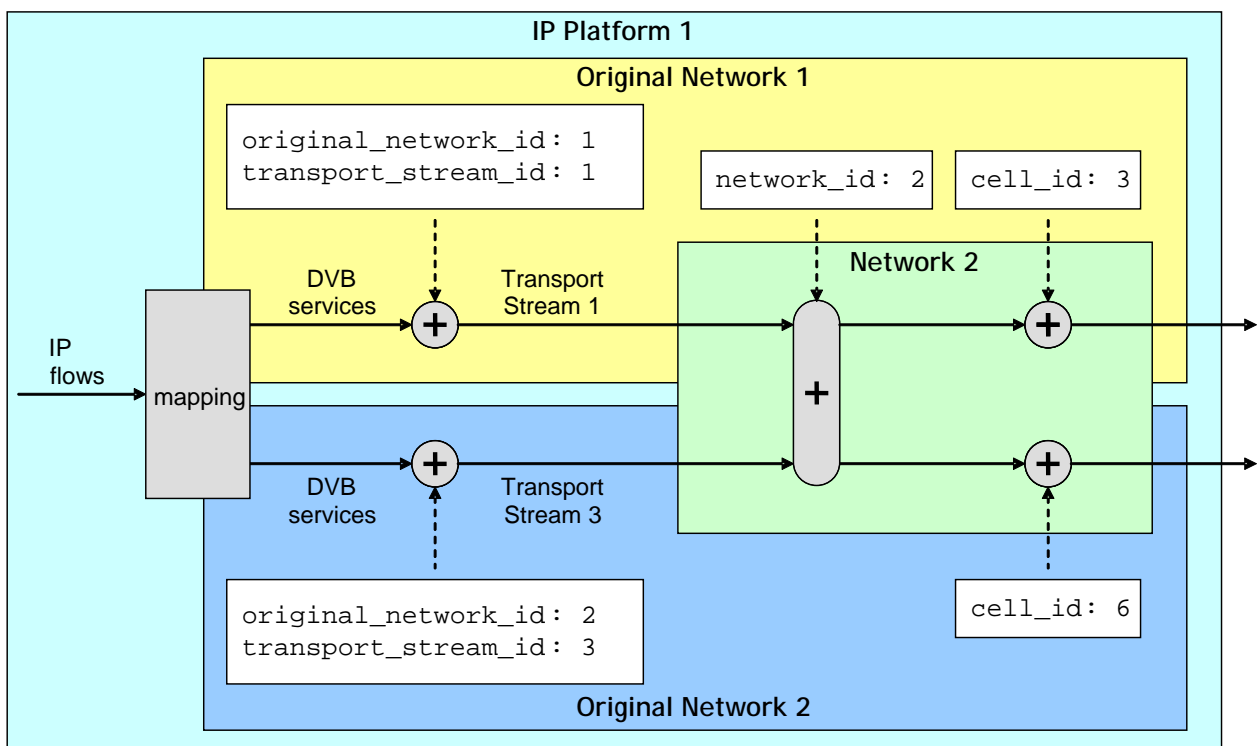 IP Platform 1
Original Network 1
original_network_id: 1
transport_stream_id: 1
network_id: 2
cell_id: 3
Network 2
DVB
services
Transport
Stream 1
IP
flows
mapping
DVB
services
Transport
Stream 3
original_network_id: 2
transport_stream_id: 3
cell_id: 6
Original Network 2